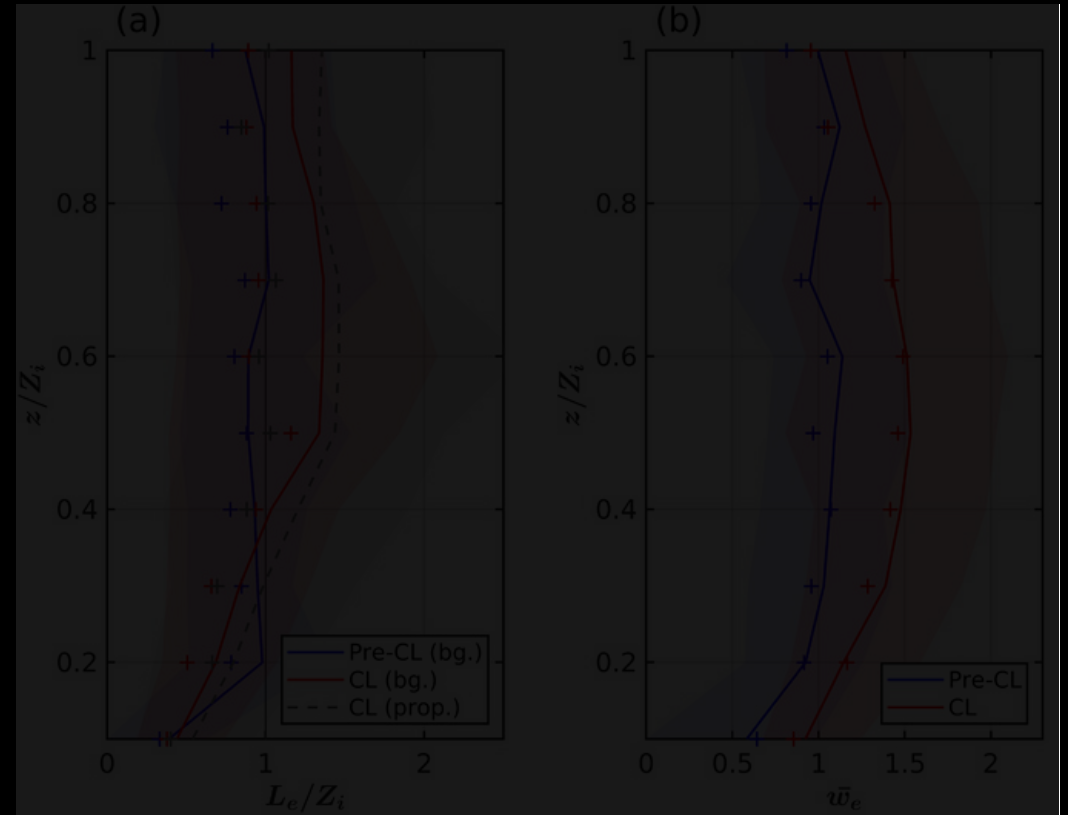 (a)
(b)
1
0.8
0.6
0.4
0.2
z/Z_i
0
1
2
L_e/Z_i
Pre-CL (bg.)
CL (bg.)
CL (prop.)
1
0.8
0.6
0.4
0.2
z/Z_i
0
0.5
1
1.5
2
w̄_e
Pre-CL
CL